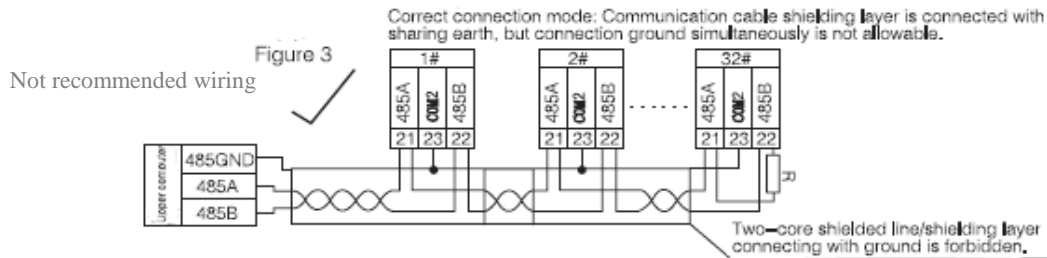 Correct connection mode: Communication cable shielding layer is connected with
sharing earth, but connection ground simultaneously is not allowable.
Figure 3
Not recommended wiring
1#
2#
32#
485A COM2 485B
485A COM2 485B
485A COM2 485B
21 23 22
21 23 22
21 23 22
Upper computer
485GND
485A
485B
R
Two-core shielded line/shielding layer
connecting with ground is forbidden.